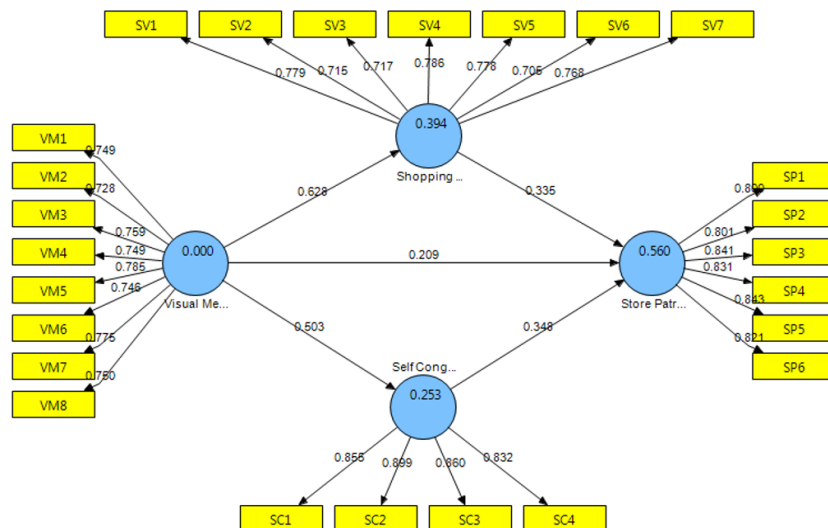 SV1 SV2 SV3 SV4 SV5 SV6 SV7
0.779 0.715 0.717 0.786 0.778 0.705 0.768
0.394
Shopping ...
VM1
VM2
VM3
VM4
VM5
VM6
VM7
VM8
0.749
0.728
0.759
0.749
0.785
0.746
0.775
0.750
0.000
Visual Me...
0.628
0.209
0.503
0.335
0.348
0.560
Store Patr...
0.801
0.841
0.831
0.843
0.821
SP1
SP2
SP3
SP4
SP5
SP6
Self Cong...
0.253
0.855 0.899 0.860 0.832
SC1 SC2 SC3 SC4